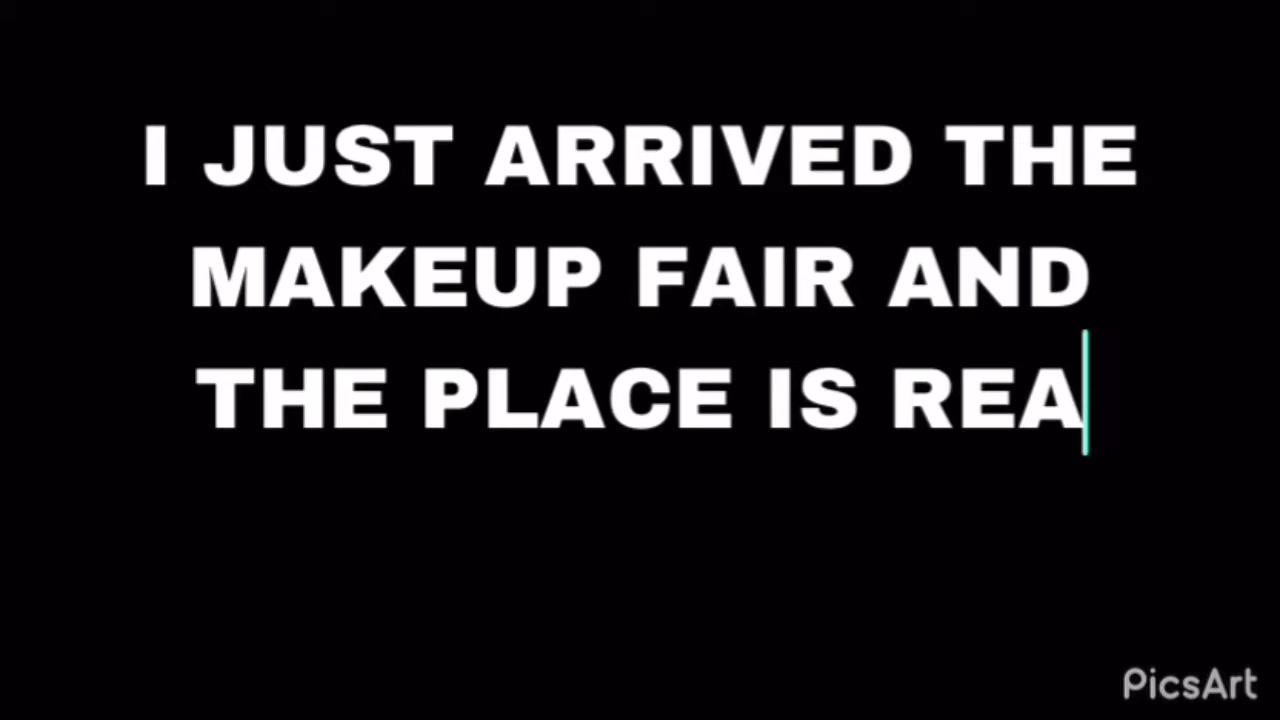 I JUST ARRIVED THE
MAKEUP FAIR AND
THE PLACE IS REA
PicsArt